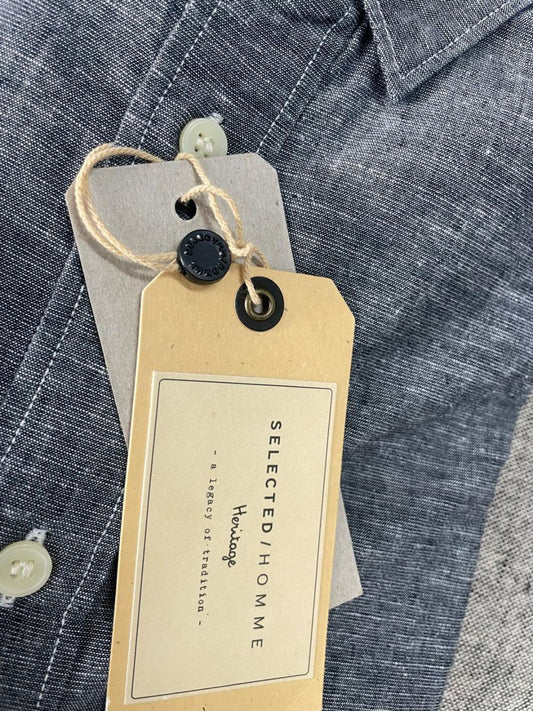 SELECTED/HOMME
Heritage
- a legacy of tradition -